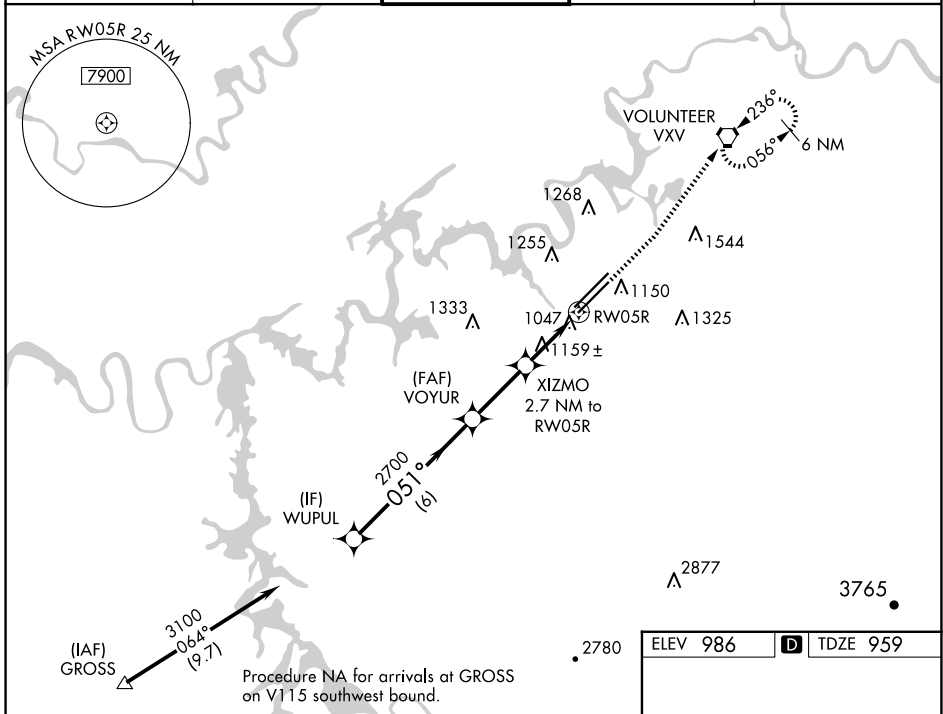 MSA RW05R 25 NM
7900
VOLUNTEER
VXV
236°
056°
6 NM
1268
1255
1544
1150
1333
1047
RW05R
1325
1159 ±
(FAF)
VOYUR
XIZMO
2.7 NM to
RW05R
2700
051°
(6)
(IF)
WUPUL
2877
3765
3100
064°
(9.7)
(IAF)
GROSS
2780
Procedure NA for arrivals at GROSS
on V115 southwest bound.
ELEV 986 D TDZE 959